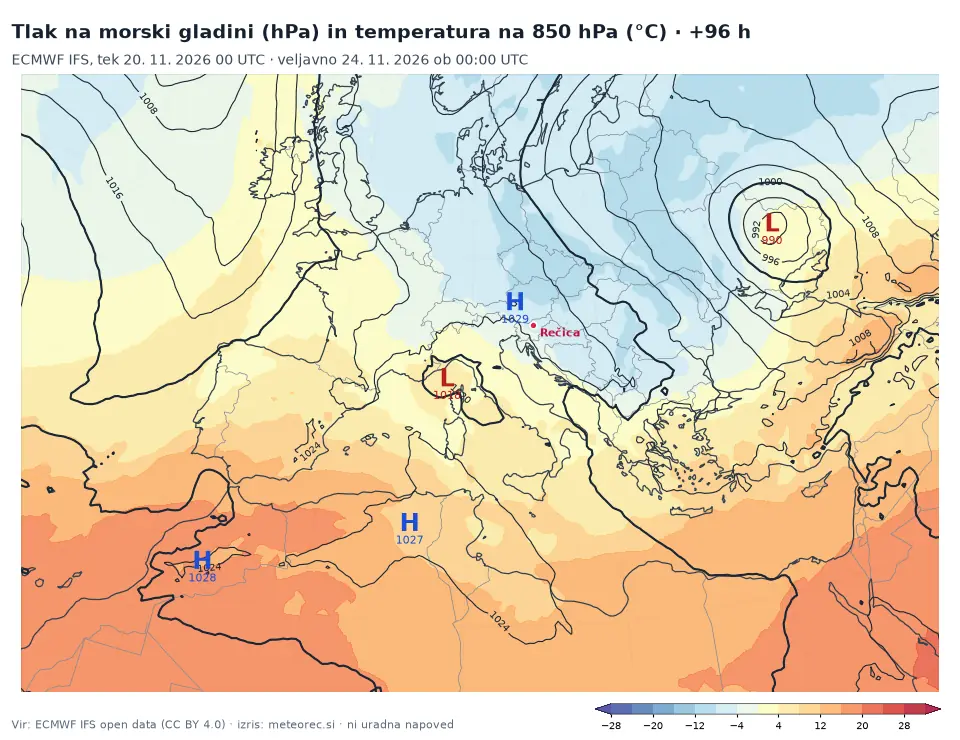 Tlak na morski gladini (hPa) in temperatura na 850 hPa (°C) · +96 h
ECMWF IFS, tek 20. 11. 2026 00 UTC · veljavno 24. 11. 2026 ob 00:00 UTC
1008
1016
1000
L
990
992
996
1008
1004
1008
H
1029
Rečica
L
1024
H
1027
H
1024
1028
1024
Vir: ECMWF IFS open data (CC BY 4.0) · izris: meteorec.si · ni uradna napoved
−28 −20 −12 −4 4 12 20 28